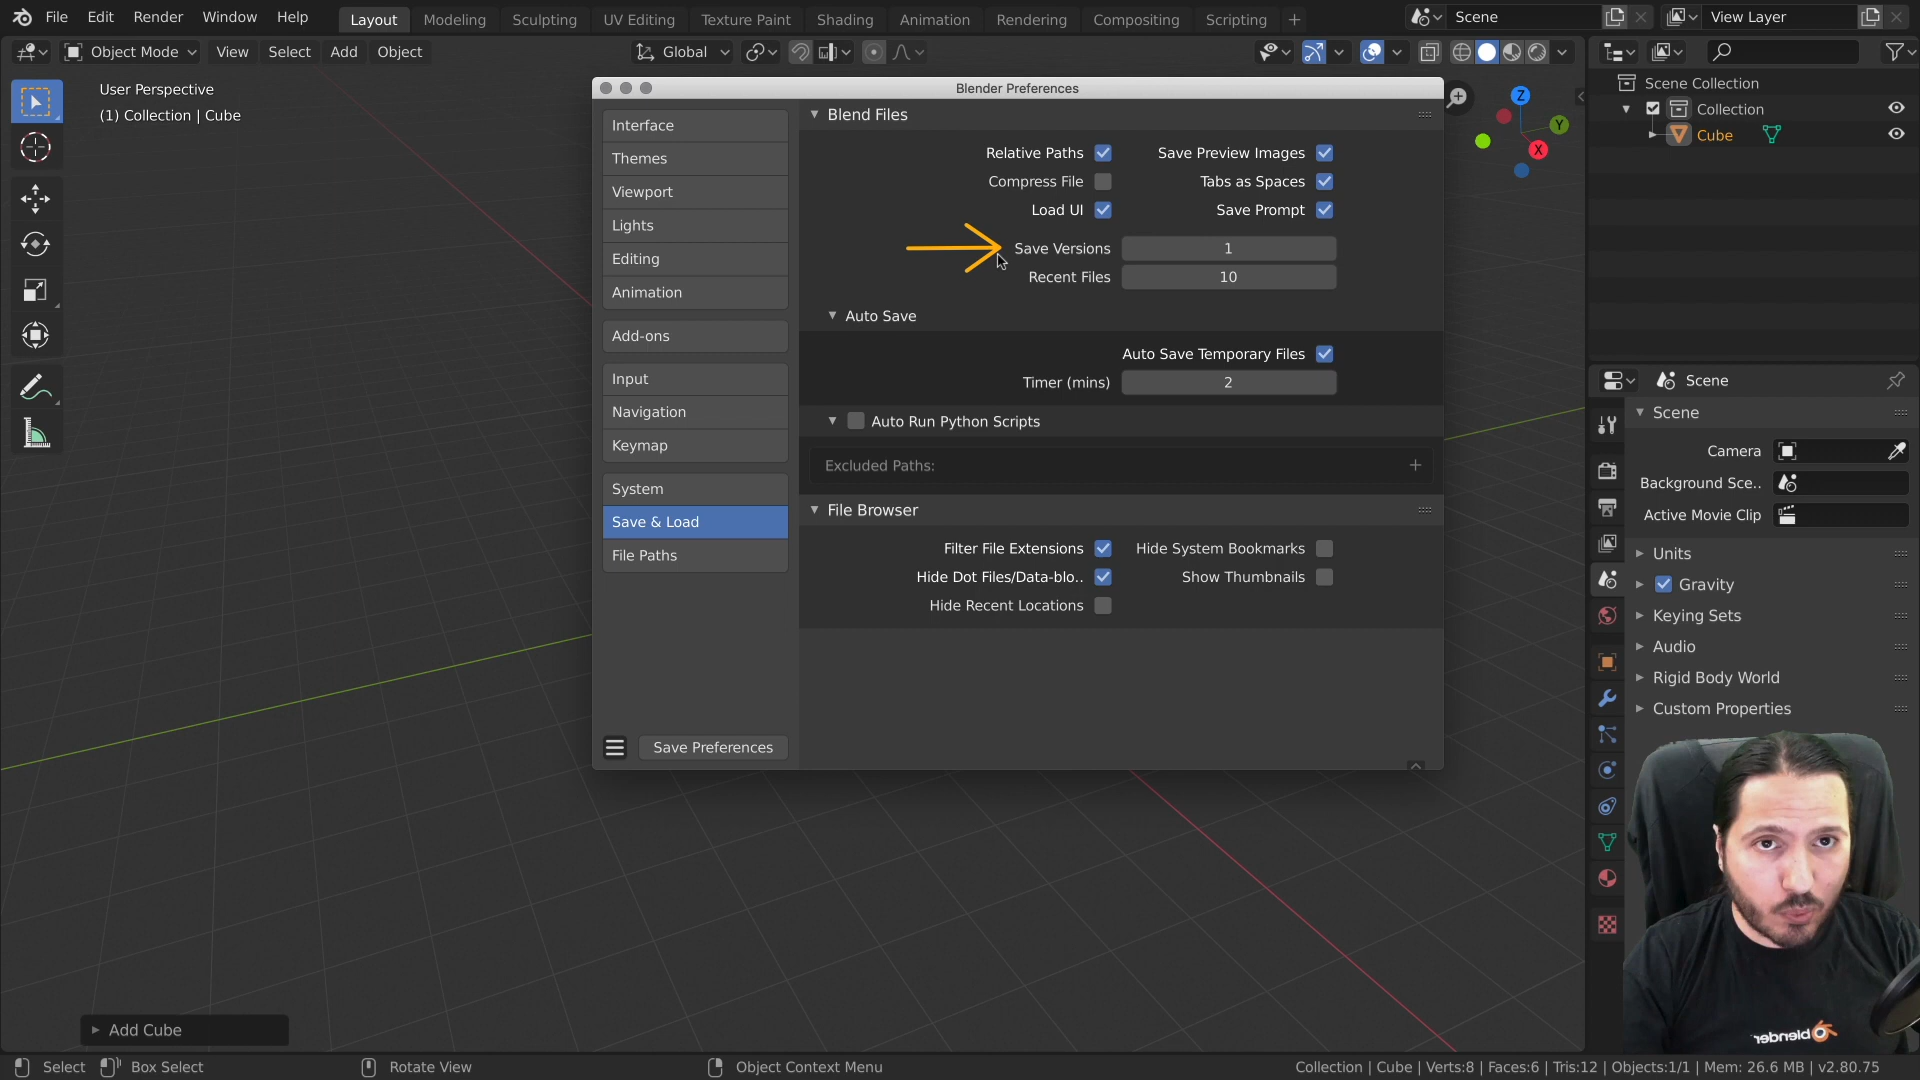 File Edit Render Window Help Layout Modeling Sculpting UV Editing Texture Paint Shading Animation Rendering Compositing Scripting + Scene View Layer
Object Mode View Select Add Object Global
User Perspective
(1) Collection | Cube
Z
Y
X
Scene Collection
Collection
Cube
Blender Preferences
Interface
Themes
Viewport
Lights
Editing
Animation
Add-ons
Input
Navigation
Keymap
System
Save & Load
File Paths
Save Preferences
Blend Files
Relative Paths Save Preview Images
Compress File Tabs as Spaces
Load UI Save Prompt
Save Versions 1
Recent Files 10
Auto Save
Auto Save Temporary Files
Timer (mins) 2
Auto Run Python Scripts
Excluded Paths: +
File Browser
Filter File Extensions Hide System Bookmarks
Hide Dot Files/Data-blo.. Show Thumbnails
Hide Recent Locations
Scene
Scene
Camera
Background Sce..
Active Movie Clip
Units
Gravity
Keying Sets
Audio
Rigid Body World
Custom Properties
blender
Add Cube
Select Box Select Rotate View Object Context Menu Collection | Cube | Verts:8 | Faces:6 | Tris:12 | Objects:1/1 | Mem: 26.6 MB | v2.80.75